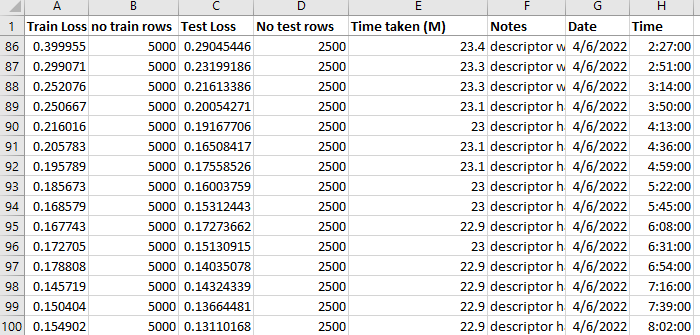 A B C D E F G H
1 Train Loss no train rows Test Loss No test rows Time taken (M) Notes Date Time
86 0.399955 5000 0.29045446 2500 23.4 descriptor w 4/6/2022 2:27:00
87 0.299071 5000 0.23199186 2500 23.3 descriptor w 4/6/2022 2:51:00
88 0.252076 5000 0.21613386 2500 23.3 descriptor w 4/6/2022 3:14:00
89 0.250667 5000 0.20054271 2500 23.1 descriptor ha 4/6/2022 3:50:00
90 0.216016 5000 0.19167706 2500 23 descriptor ha 4/6/2022 4:13:00
91 0.205783 5000 0.16508417 2500 23.1 descriptor ha 4/6/2022 4:36:00
92 0.195789 5000 0.17558526 2500 23.1 descriptor ha 4/6/2022 4:59:00
93 0.185673 5000 0.16003759 2500 23 descriptor ha 4/6/2022 5:22:00
94 0.168579 5000 0.15312443 2500 23 descriptor ha 4/6/2022 5:45:00
95 0.167743 5000 0.17273662 2500 22.9 descriptor ha 4/6/2022 6:08:00
96 0.172705 5000 0.15130915 2500 23 descriptor ha 4/6/2022 6:31:00
97 0.178808 5000 0.14035078 2500 22.9 descriptor ha 4/6/2022 6:54:00
98 0.145719 5000 0.14324339 2500 22.9 descriptor ha 4/6/2022 7:16:00
99 0.150404 5000 0.13664481 2500 22.9 descriptor ha 4/6/2022 7:39:00
100 0.154902 5000 0.13110168 2500 22.9 descriptor ha 4/6/2022 8:02:00